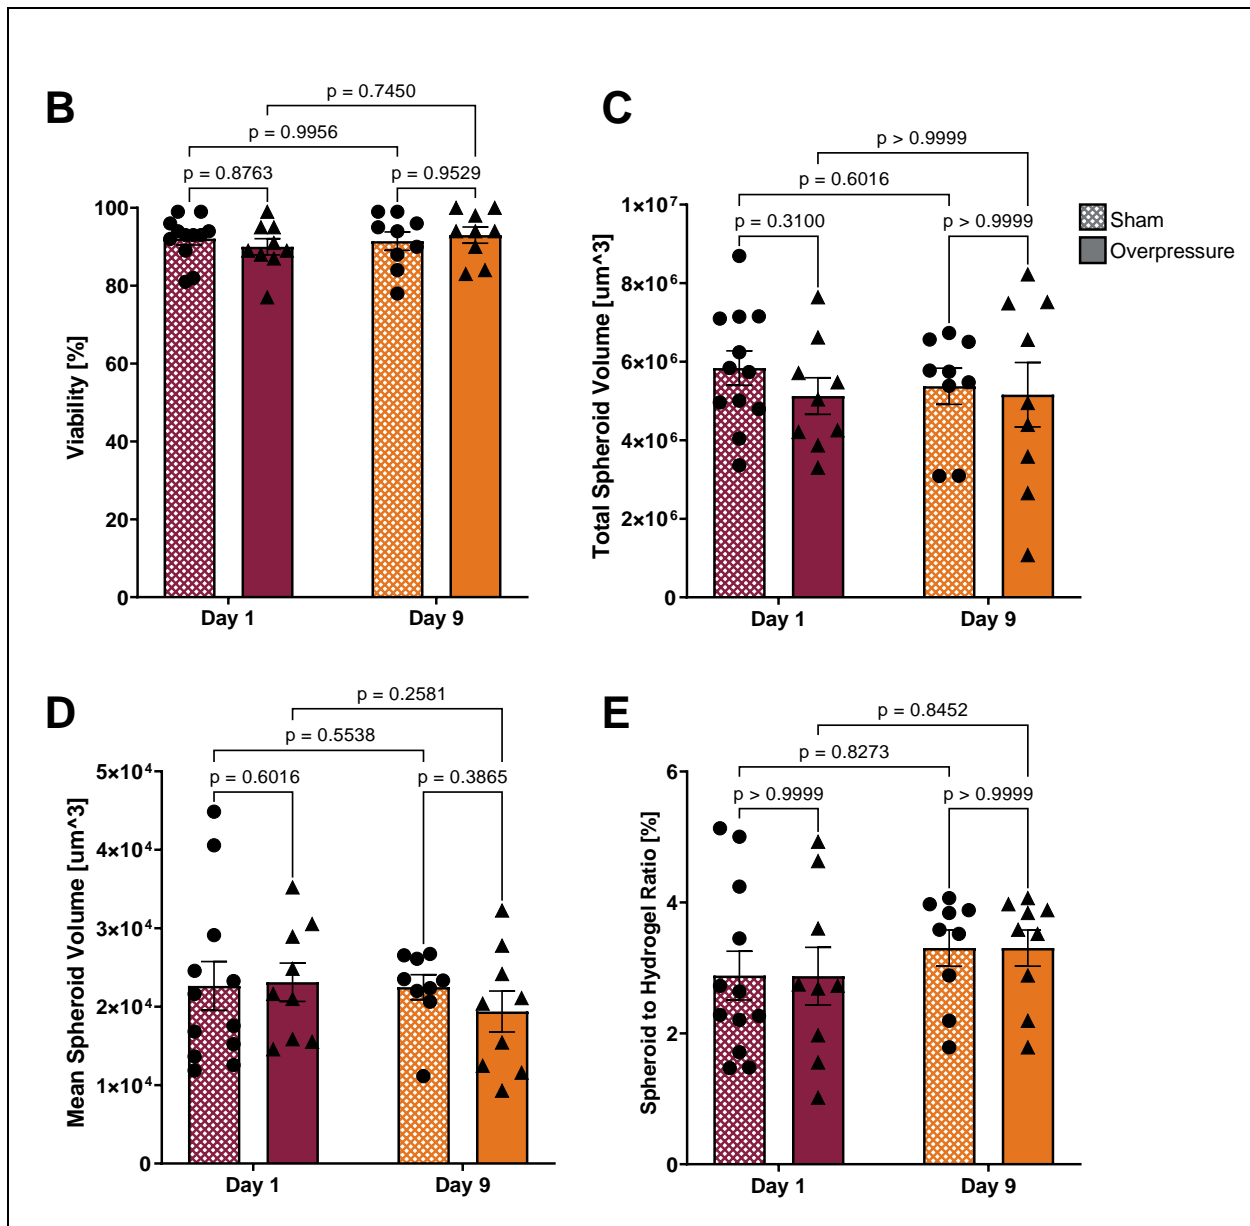 B
p = 0.7450
p = 0.9956
p = 0.8763
p = 0.9529
100
80
60
40
20
0
Viability [%]
Day 1
Day 9
C
p > 0.9999
p = 0.6016
p = 0.3100
p > 0.9999
1×10⁷
8×10⁶
6×10⁶
4×10⁶
2×10⁶
0
Total Spheroid Volume [um^3]
Day 1
Day 9
Sham
Overpressure
D
p = 0.2581
p = 0.5538
p = 0.6016
p = 0.3865
5×10⁴
4×10⁴
3×10⁴
2×10⁴
1×10⁴
0
Mean Spheroid Volume [um^3]
Day 1
Day 9
E
p = 0.8452
p = 0.8273
p > 0.9999
p > 0.9999
6
4
2
0
Spheroid to Hydrogel Ratio [%]
Day 1
Day 9